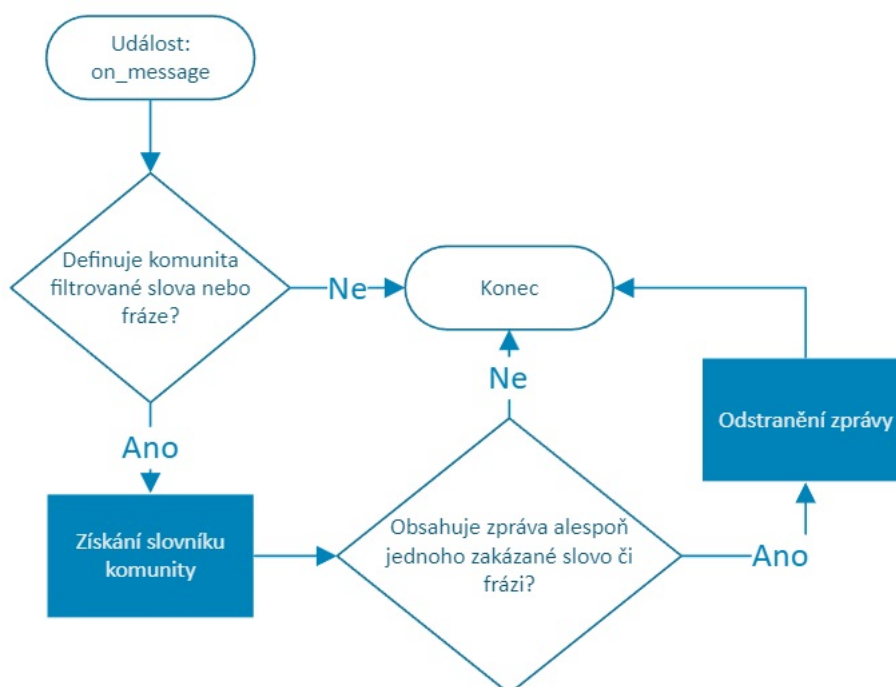 Událost:
on_message
Definuje komunita
filtrované slova nebo
fráze?
Ne
Konec
Ano
Získání slovníku
komunity
Obsahuje zpráva alespoň
jednoho zakázané slovo či
frázi?
Ne
Ano
Odstranění zprávy